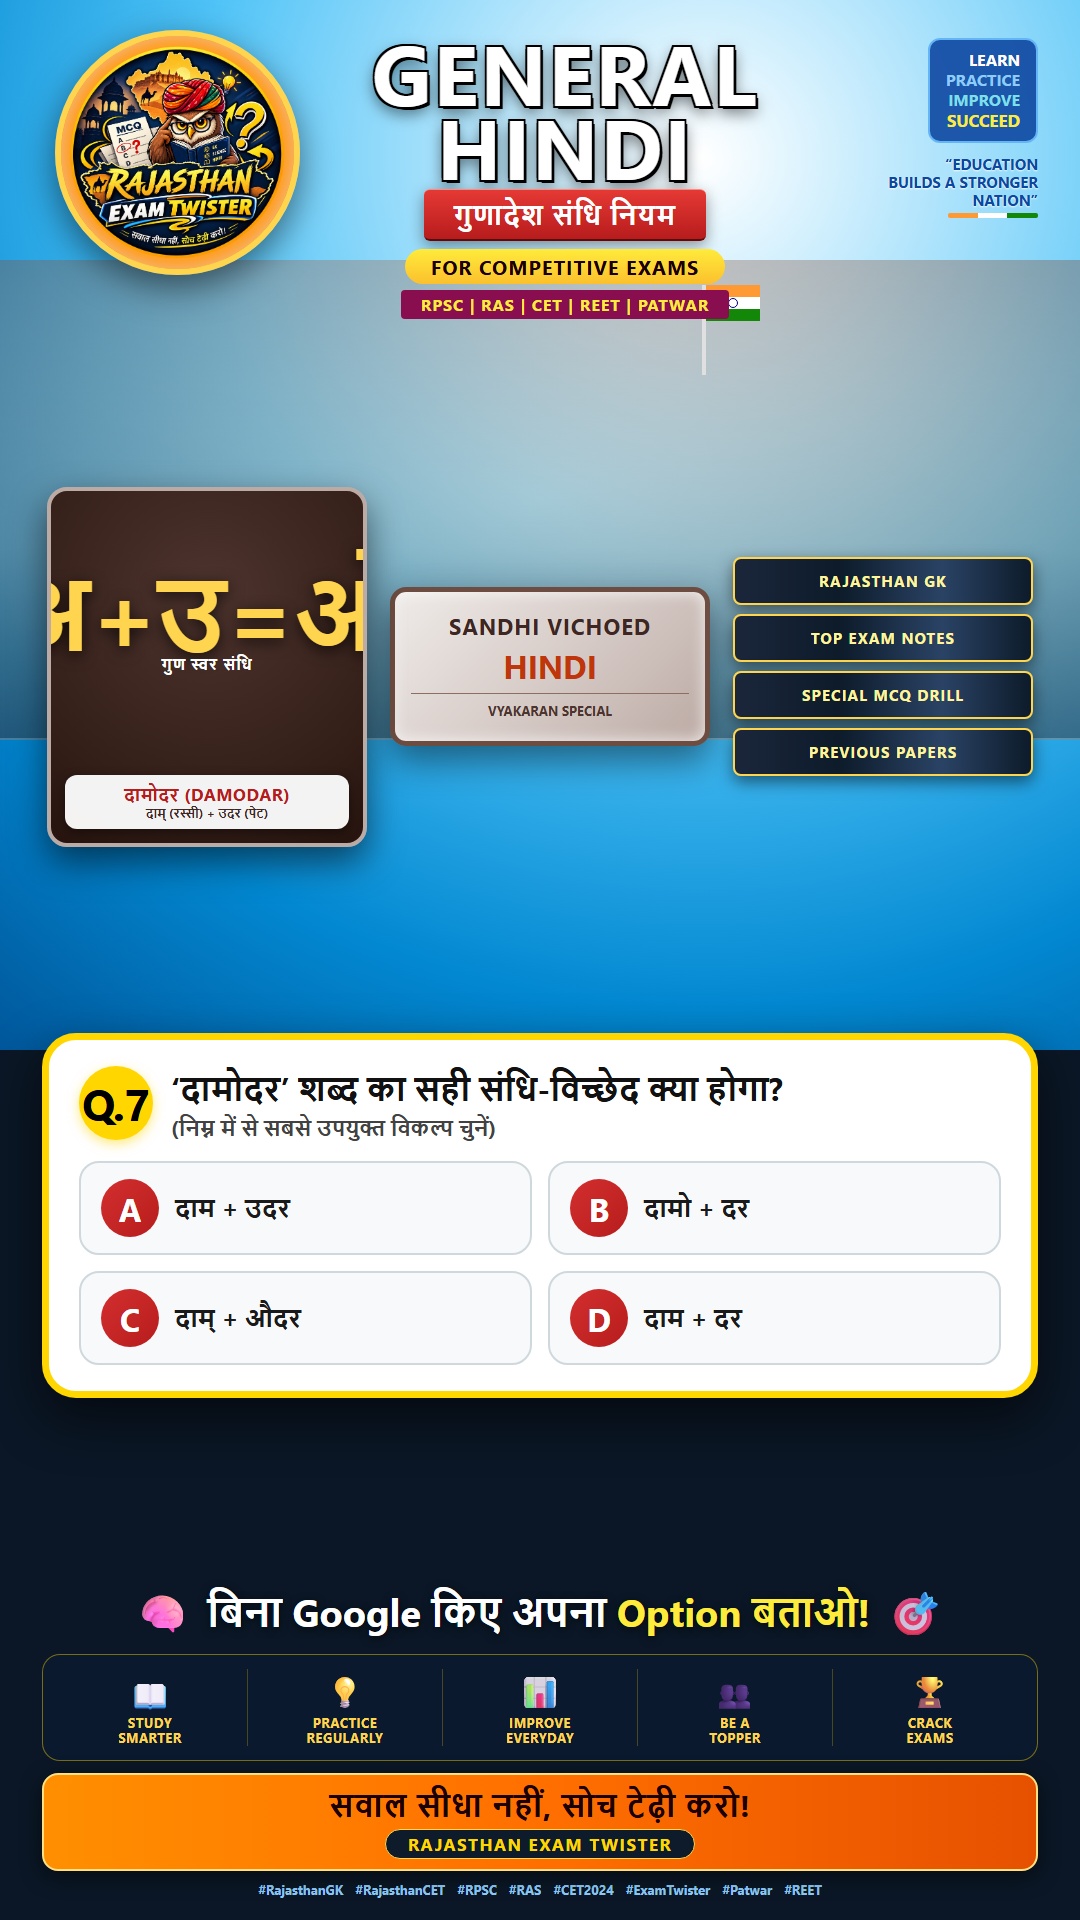 MCQ
A
B ?
C
D
?
RAJASTHAN
EXAM TWISTER
सवाल सीधा नहीं, सोच टेढ़ी करो!
GENERAL
HINDI
गुणादेश संधि नियम
FOR COMPETITIVE EXAMS
RPSC | RAS | CET | REET | PATWAR
LEARN
PRACTICE
IMPROVE
SUCCEED
“EDUCATION
BUILDS A STRONGER
NATION”
अ+उ=ओ
गुण स्वर संधि
दामोदर (DAMODAR)
दाम् (रस्सी) + उदर (पेट)
SANDHI VICHOED
HINDI
VYAKARAN SPECIAL
RAJASTHAN GK
TOP EXAM NOTES
SPECIAL MCQ DRILL
PREVIOUS PAPERS
Q.7 ‘दामोदर’ शब्द का सही संधि-विच्छेद क्या होगा?
(निम्न में से सबसे उपयुक्त विकल्प चुनें)
A दाम + उदर
B दामो + दर
C दाम् + औदर
D दाम + दर
बिना Google किए अपना Option बताओ!
STUDY
SMARTER
PRACTICE
REGULARLY
IMPROVE
EVERYDAY
BE A
TOPPER
CRACK
EXAMS
सवाल सीधा नहीं, सोच टेढ़ी करो!
RAJASTHAN EXAM TWISTER
#RajasthanGK #RajasthanCET #RPSC #RAS #CET2024 #ExamTwister #Patwar #REET